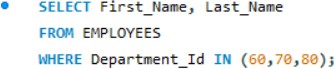 SELECT First_Name, Last_Name
FROM EMPLOYEES
WHERE Department_Id IN (60,70,80);